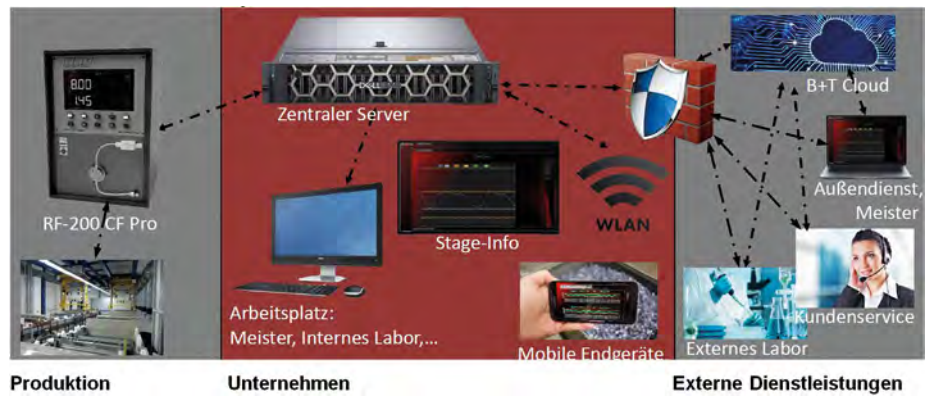 8.00
1.45
RF-200 CF Pro
Zentraler Server
DELL
Stage-Info
WLAN
Arbeitsplatz:
Meister, Internes Labor,...
Mobile Endgeräte
B+T Cloud
Außendienst,
Meister
Kundenservice
Externes Labor
Produktion
Unternehmen
Externe Dienstleistungen